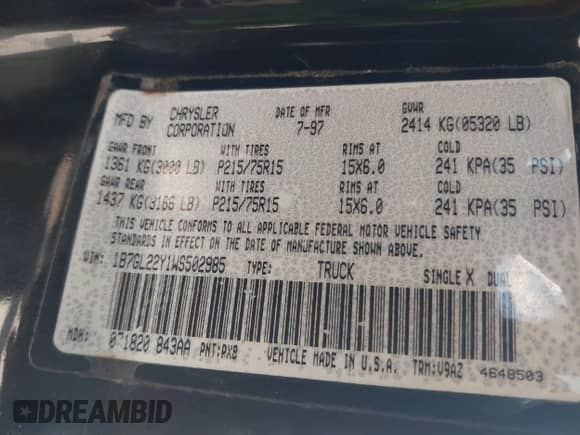 MFD BY CHRYSLER CORPORATION DATE OF MFR 7-97 GVWR 2414 KG(05320 LB)
GAWR FRONT WITH TIRES RIMS AT COLD
1361 KG(3000 LB) P215/75R15 15X6.0 241 KPA(35 PSI)
GAWR REAR WITH TIRES RIMS AT COLD
1437 KG(3166 LB) P215/75R15 15X6.0 241 KPA(35 PSI)
THIS VEHICLE CONFORMS TO ALL APPLICABLE FEDERAL MOTOR VEHICLE SAFETY
STANDARDS IN EFFECT ON THE DATE OF MANUFACTURE SHOWN ABOVE.
VIN: 1B7GL22Y1WS502985 TYPE: TRUCK SINGLE X DUAL
MDH: 071820 843AA PNT:PX8 VEHICLE MADE IN U.S.A. TRM:V9AZ 4648503
DREAMBID